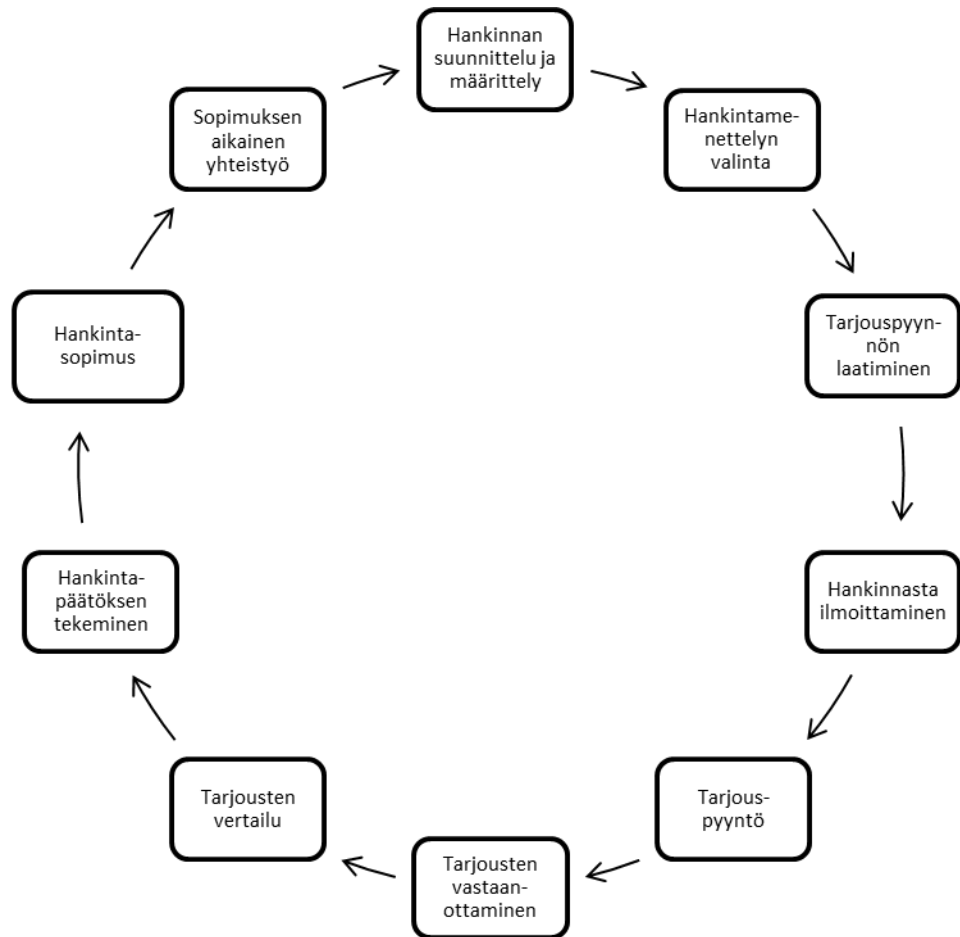 Hankinnan
suunnittelu ja
määrittely
Hankintame-
nettelyn
valinta
Tarjouspyyn-
nön
laatiminen
Hankinnasta
ilmoittaminen
Tarjous-
pyyntö
Tarjousten
vastaan-
ottaminen
Tarjousten
vertailu
Hankinta-
päätöksen
tekeminen
Hankinta-
sopimus
Sopimuksen
aikainen
yhteistyö